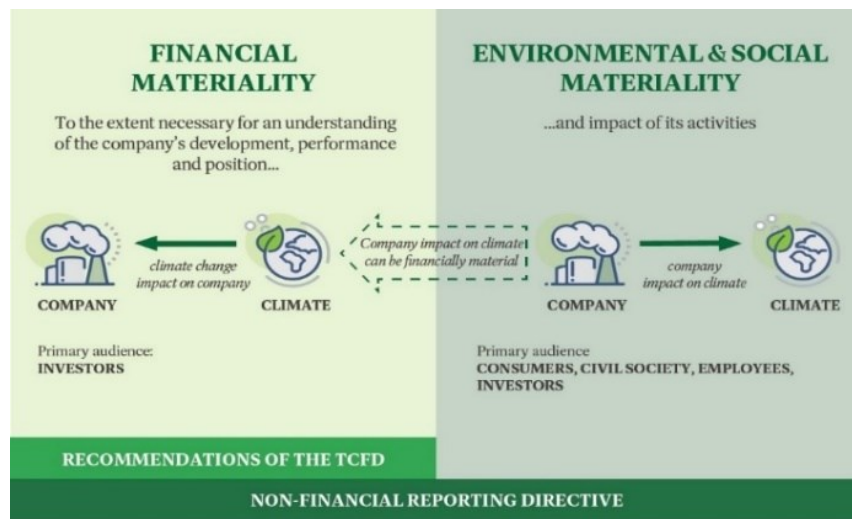 FINANCIAL
MATERIALITY
To the extent necessary for an understanding
of the company's development, performance
and position...
climate change
impact on company
COMPANY
CLIMATE
Primary audience:
INVESTORS
RECOMMENDATIONS OF THE TCFD
Company impact on climate
can be financially material
ENVIRONMENTAL & SOCIAL
MATERIALITY
...and impact of its activities
company
impact on climate
COMPANY
CLIMATE
Primary audience
CONSUMERS, CIVIL SOCIETY, EMPLOYEES,
INVESTORS
NON-FINANCIAL REPORTING DIRECTIVE